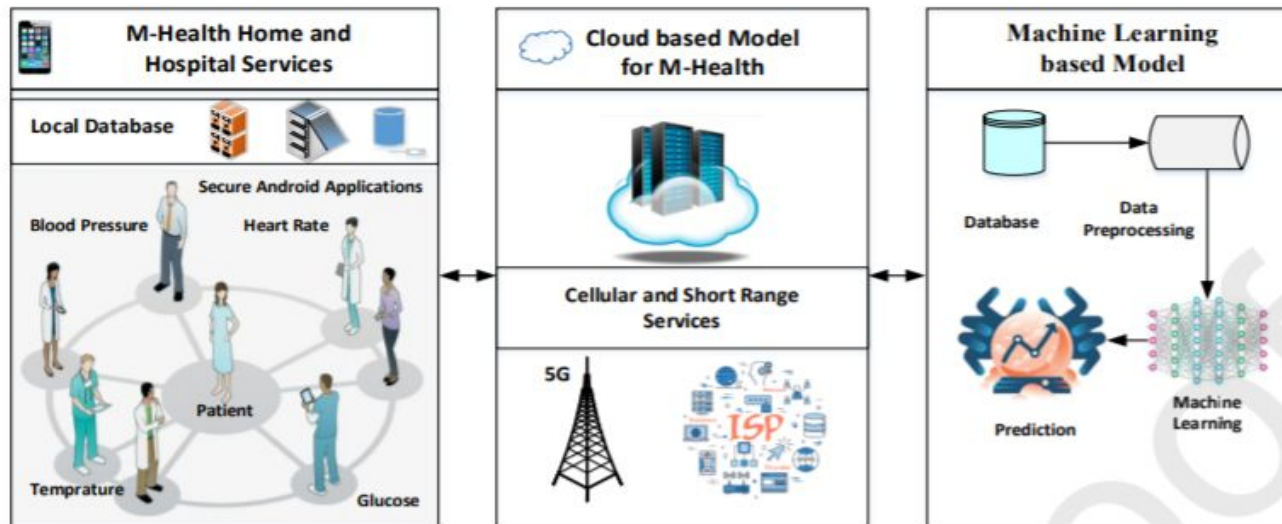 M-Health Home and
Hospital Services
Local Database
Secure Android Applications
Blood Pressure
Heart Rate
Patient
Temprature
Glucose
Cloud based Model
for M-Health
Cellular and Short Range
Services
5G
ISP
Machine Learning
based Model
Database
Data
Preprocessing
Machine
Learning
Prediction